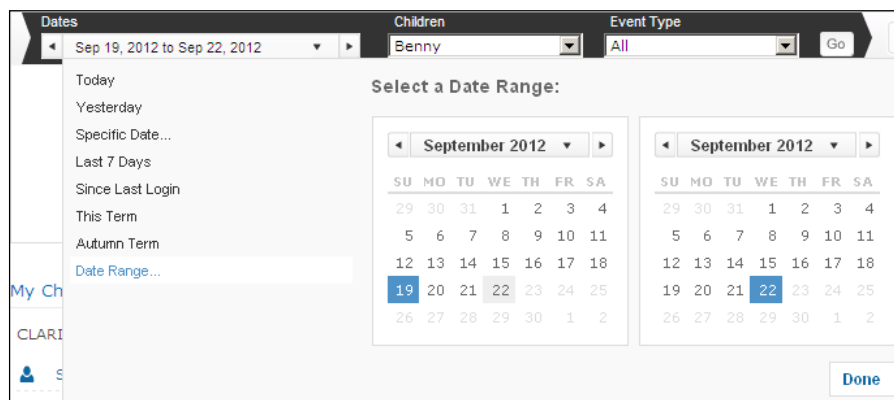 Dates Children Event Type
Sep 19, 2012 to Sep 22, 2012 Benny All Go
Today
Yesterday
Specific Date...
Last 7 Days
Since Last Login
This Term
Autumn Term
Date Range...
My Ch
CLARI
S
Select a Date Range:
September 2012
SU MO TU WE TH FR SA
29 30 31 1 2 3 4
5 6 7 8 9 10 11
12 13 14 15 16 17 18
19 20 21 22 23 24 25
26 27 28 29 30 1 2
September 2012
SU MO TU WE TH FR SA
29 30 31 1 2 3 4
5 6 7 8 9 10 11
12 13 14 15 16 17 18
19 20 21 22 23 24 25
26 27 28 29 30 1 2
Done